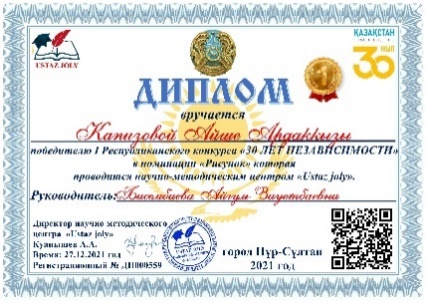 USTAZ JOLY
ҚАЗАҚСТАН
30 ЖЫЛ
1
ДИПЛОМ
вручается
Капизовой Айше Ардаккызы
победителю I Республиканского конкурса «30 ЛЕТ НЕЗАВИСИМОСТИ»
в номинации «Рисунок» которая
проводится научно-методическим центром «Ustaz joly».
Руководитель:
Директор научно методического
центра «Ustaz joly»
Куанышев А.А.
Время: 27.12.2021 год
Регистрационный № ДП000559
город Нұр-Сұлтан
2021 год